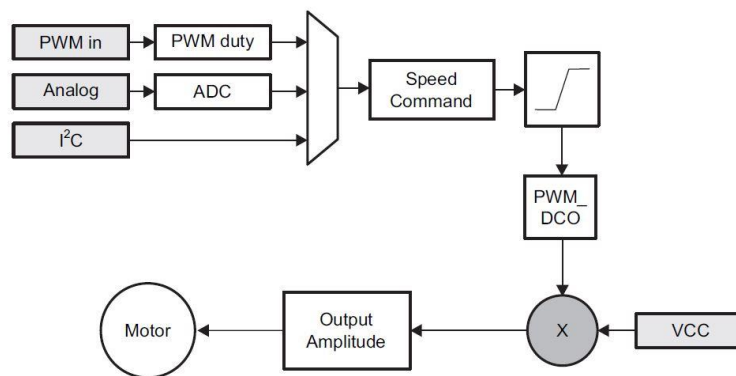 PWM in
PWM duty
Analog
ADC
I²C
Speed
Command
PWM_
DCO
Motor
Output
Amplitude
X
VCC